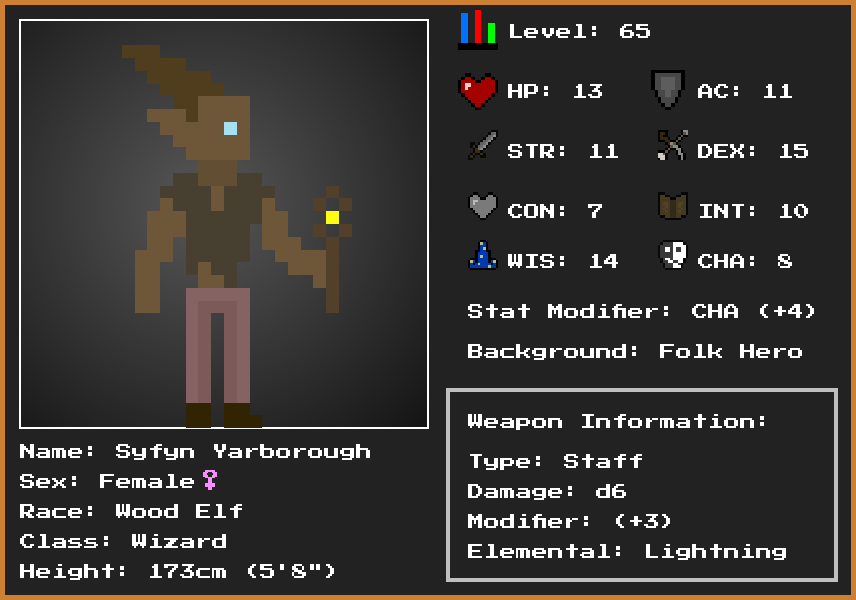 Level: 65
HP: 13 AC: 11
STR: 11 DEX: 15
CON: 7 INT: 10
WIS: 14 CHA: 8
Stat Modifier: CHA (+4)
Background: Folk Hero
Weapon Information:
Type: Staff
Damage: d6
Modifier: (+3)
Elemental: Lightning
Name: Syfyn Yarborough
Sex: Female♀
Race: Wood Elf
Class: Wizard
Height: 173cm (5'8")